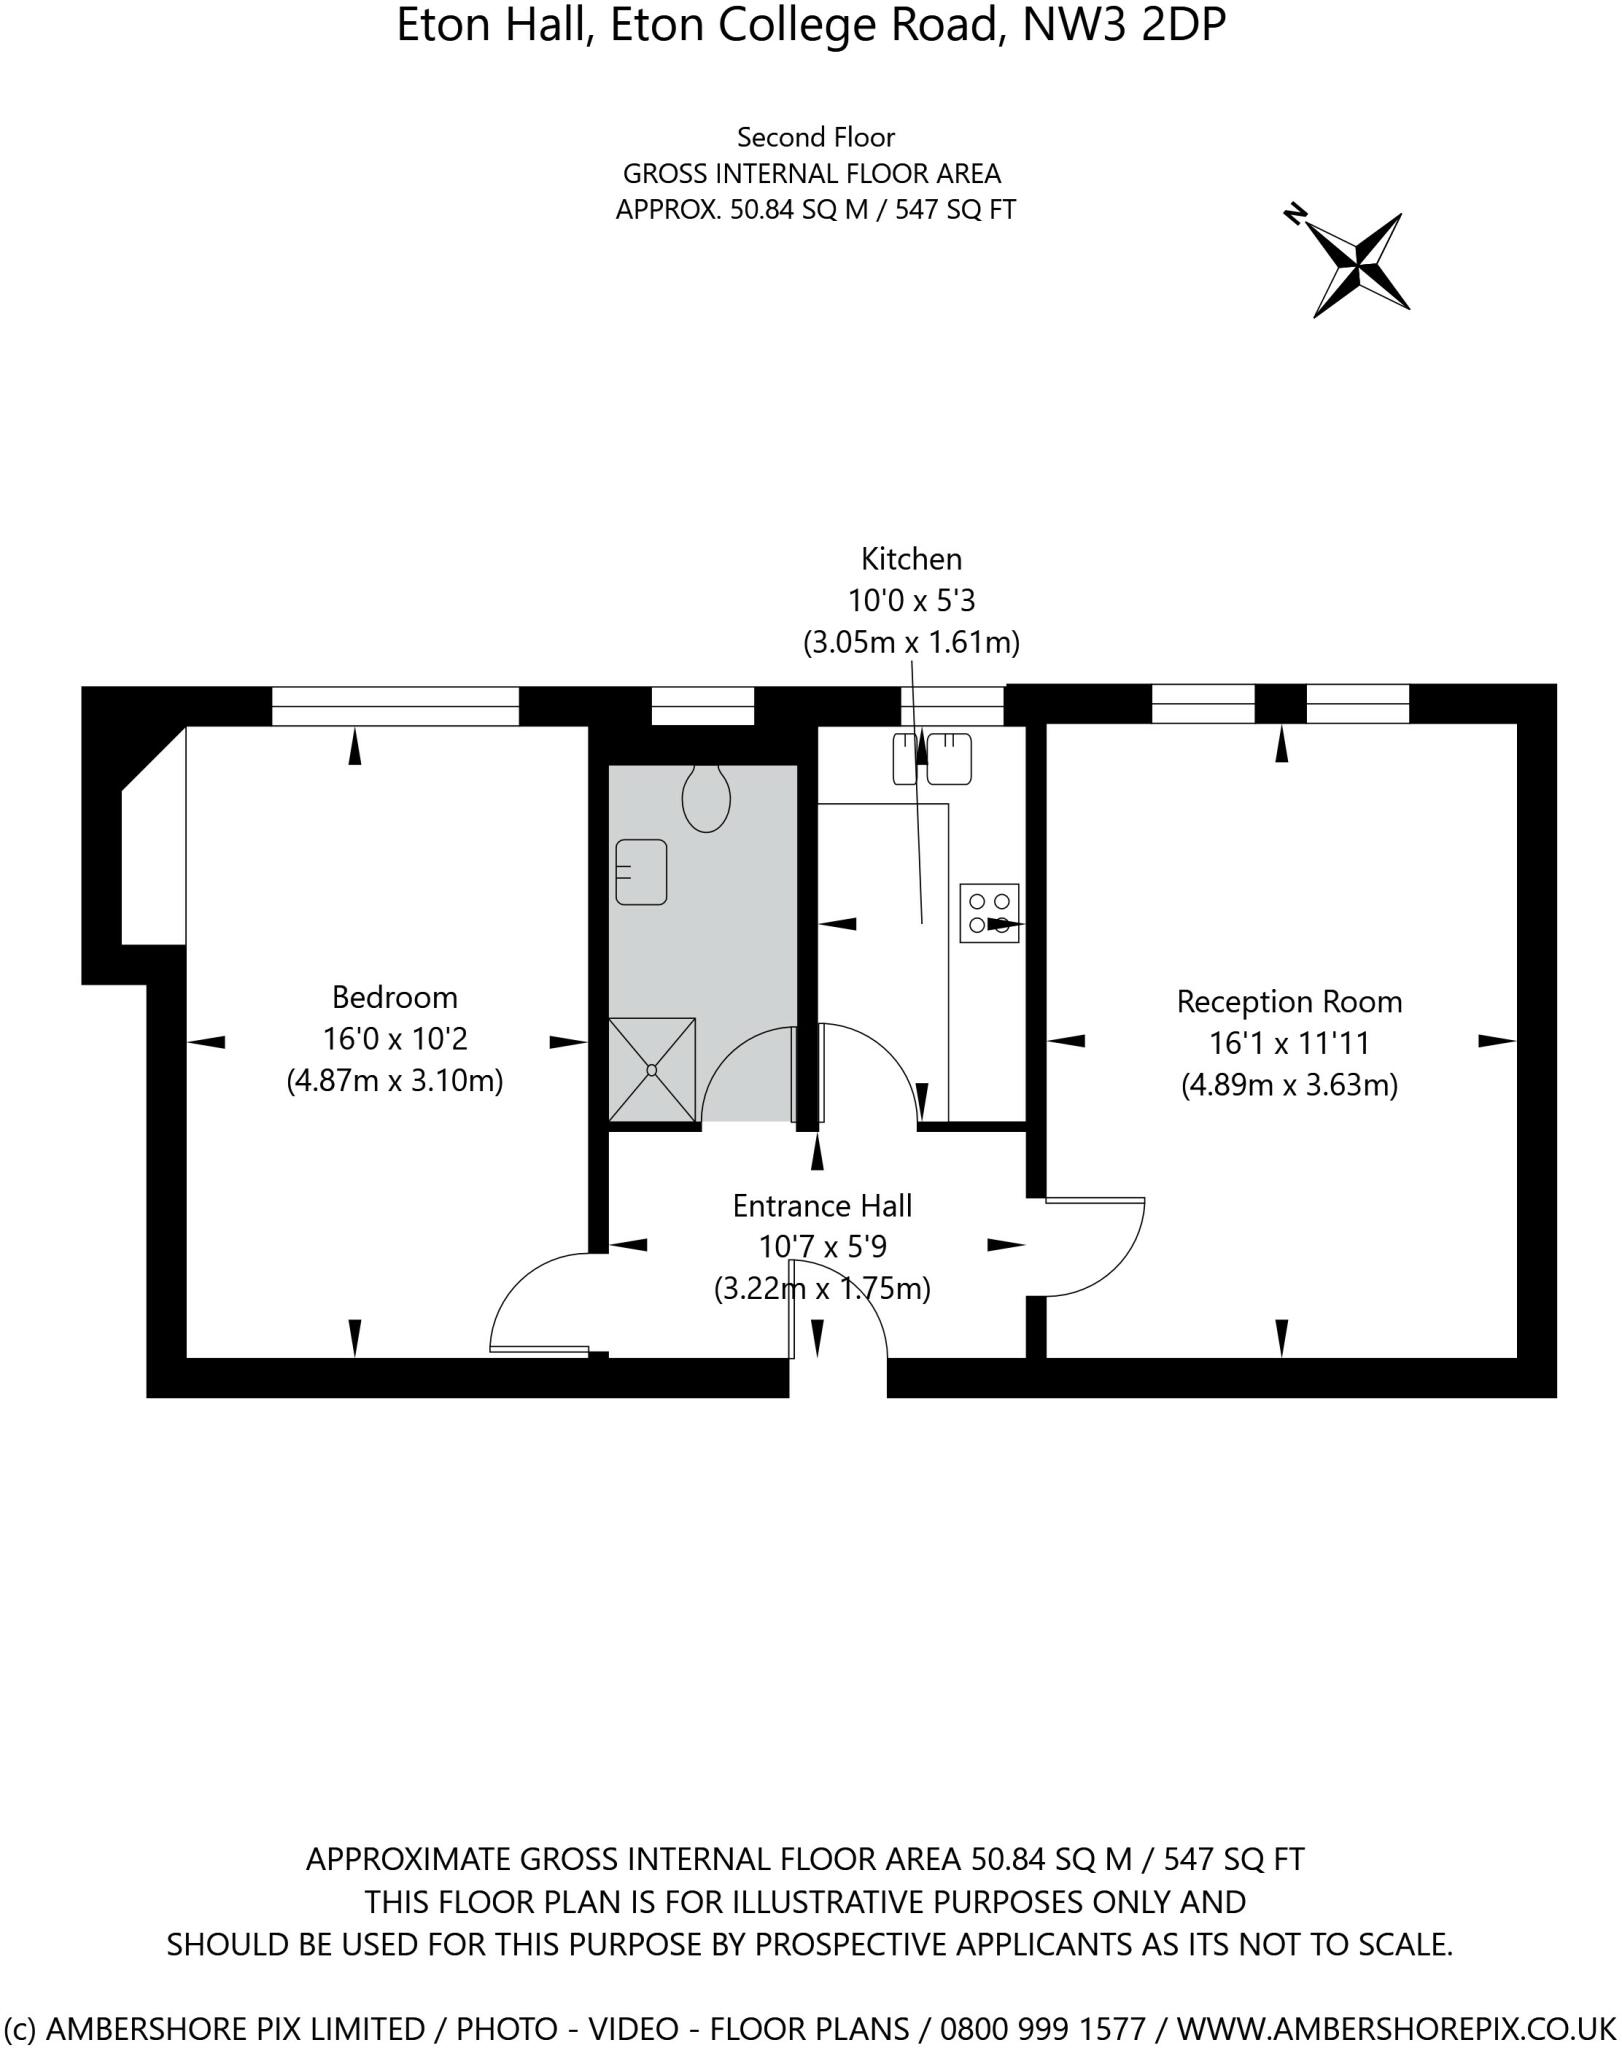 Eton Hall, Eton College Road, NW3 2DP
Second Floor
GROSS INTERNAL FLOOR AREA
APPROX. 50.84 SQ M / 547 SQ FT
N
Kitchen
10'0 x 5'3
(3.05m x 1.61m)
Bedroom
16'0 x 10'2
(4.87m x 3.10m)
Reception Room
16'1 x 11'11
(4.89m x 3.63m)
Entrance Hall
10'7 x 5'9
(3.22m x 1.75m)
APPROXIMATE GROSS INTERNAL FLOOR AREA 50.84 SQ M / 547 SQ FT
THIS FLOOR PLAN IS FOR ILLUSTRATIVE PURPOSES ONLY AND
SHOULD BE USED FOR THIS PURPOSE BY PROSPECTIVE APPLICANTS AS ITS NOT TO SCALE.
(c) AMBERSHORE PIX LIMITED / PHOTO - VIDEO - FLOOR PLANS / 0800 999 1577 / WWW.AMBERSHOREPIX.CO.UK